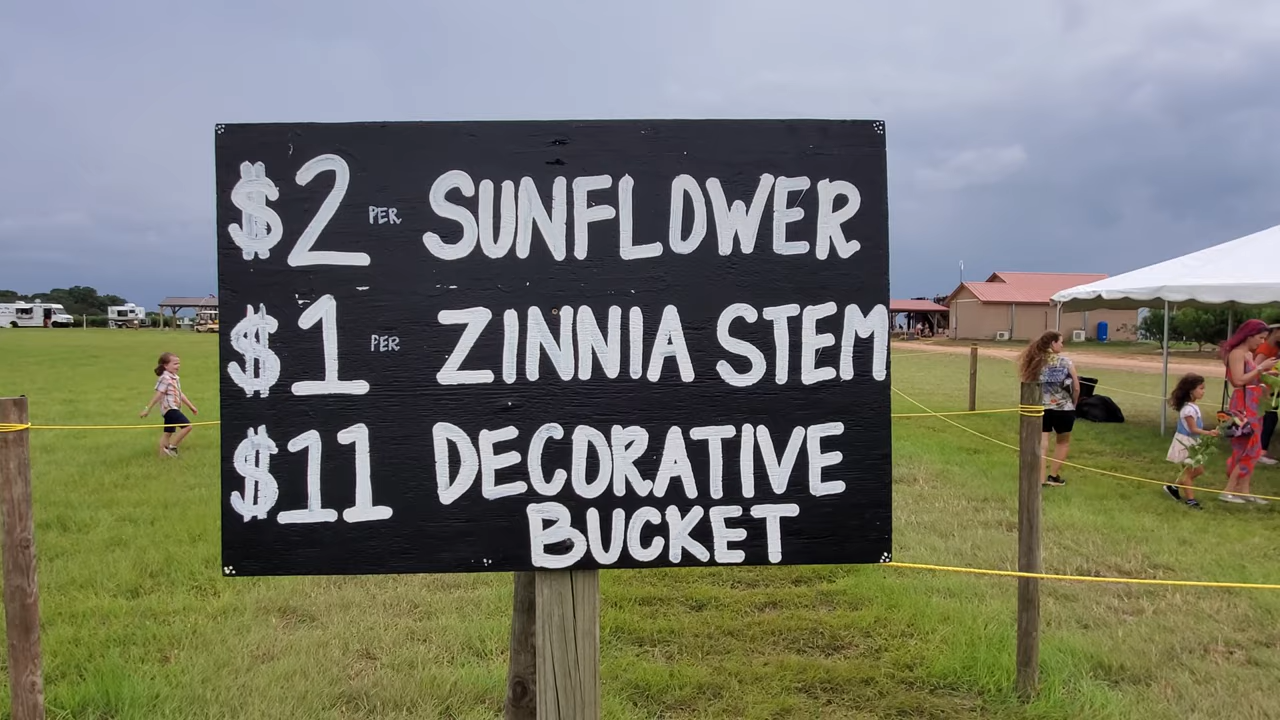 $2 PER SUNFLOWER
$1 PER ZINNIA STEM
$11 DECORATIVE
BUCKET